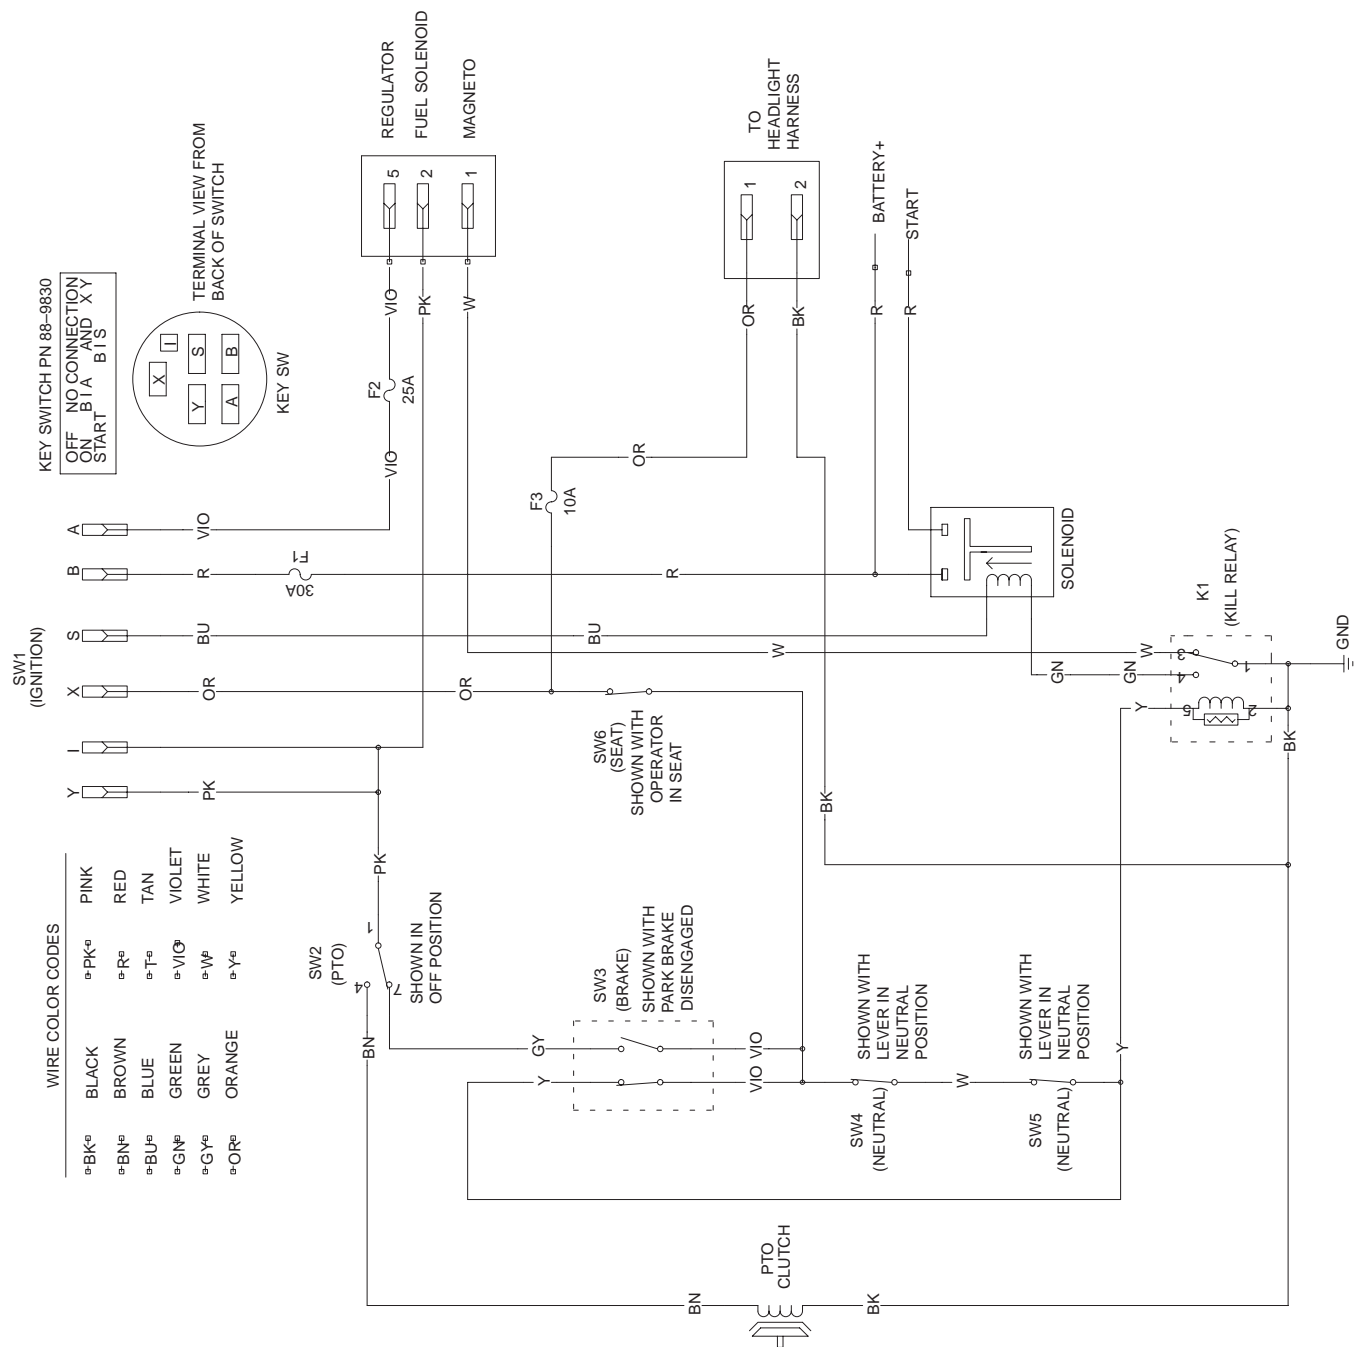 WIRE COLOR CODES
BK BLACK PK PINK
BN BROWN R RED
BU BLUE T TAN
GN GREEN VIO VIOLET
GY GREY W WHITE
OR ORANGE Y YELLOW
SW1
(IGNITION)
Y I X S B A
KEY SWITCH PN 88–9830
OFF NO CONNECTION
ON B I A AND X Y
START B I S
X
I
Y S
A B
KEY SW
TERMINAL VIEW FROM
BACK OF SWITCH
PK
OR
BU
R
VIO
F1
30A
VIO
F2
25A
VIO
PK
W
5
2
1
REGULATOR
FUEL SOLENOID
MAGNETO
SW2
(PTO)
4
7
1
SHOWN IN
OFF POSITION
PK
BN
OR
BU
R
F3
10A
OR
OR
BK
1
2
TO
HEADLIGHT
HARNESS
GY
Y
SW3
(BRAKE)
SHOWN WITH
PARK BRAKE
DISENGAGED
VIO
VIO
SW6
(SEAT)
SHOWN WITH
OPERATOR
IN SEAT
W
BN
PTO
CLUTCH
BK
BK
SW4
(NEUTRAL)
SHOWN WITH
LEVER IN
NEUTRAL
POSITION
W
SW5
(NEUTRAL)
SHOWN WITH
LEVER IN
NEUTRAL
POSITION
R
R
BATTERY+
START
SOLENOID
GN
GN
W
Y
Y
3
4
1
5
2
K1
(KILL RELAY)
BK
GND